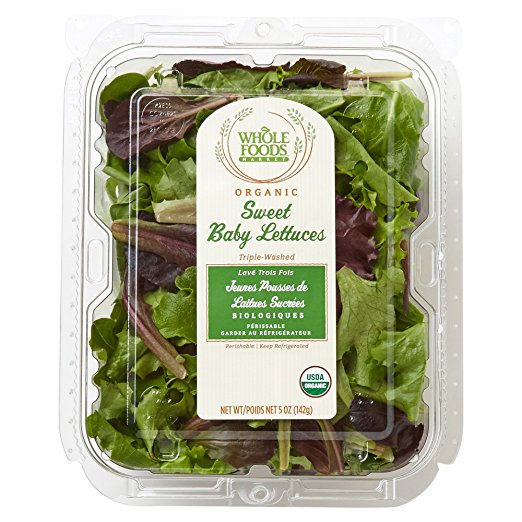 WHOLE
FOODS
MARKET
ORGANIC
Sweet
Baby Lettuces
Triple-Washed
Lavé Trois Fois
Jeunes Pousses de
Laitues Sucrées
BIOLOGIQUES
PÉRISSABLE
GARDER AU RÉFRIGÉRATEUR
Perishable | Keep Refrigerated
USDA
ORGANIC
NET WT/POIDS NET 5 OZ (142g)